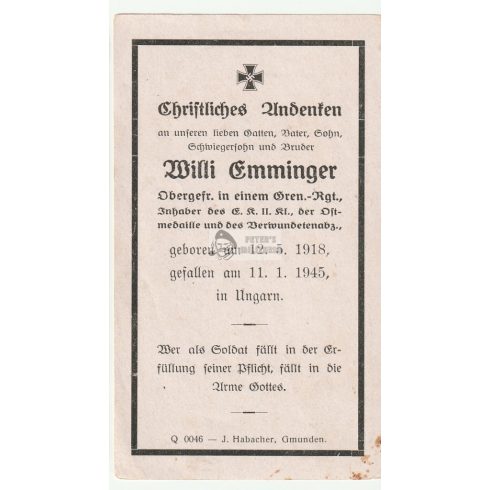 Christliches Andenken
an unseren lieben Gatten, Vater, Sohn,
Schwiegersohn und Bruder
Willi Emminger
Obergefr. in einem Gren.-Rgt.,
Inhaber des E. K. II. Kl., der Ost-
medaille und des Verwundetenabz.,
geboren am 12. 5. 1918,
PETER'S
gefallen am 11. 1. 1945,
in Ungarn.
Wer als Soldat fällt in der Er-
füllung seiner Pflicht, fällt in die
Arme Gottes.
Q 0046 — J. Habacher, Gmunden.